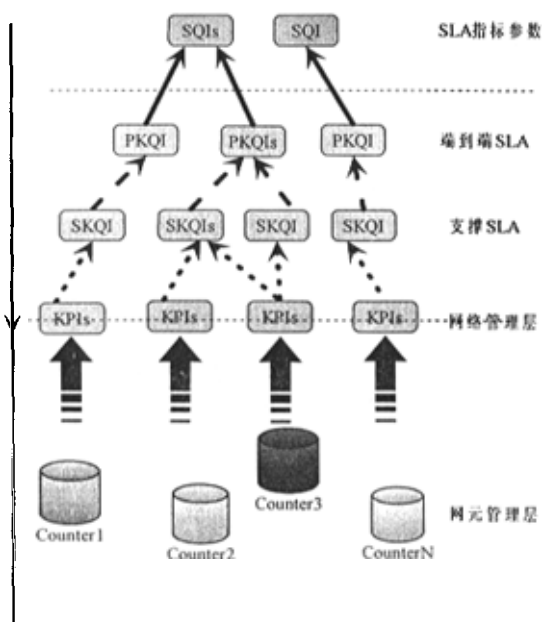 SQIs SQI SLA指标参数
PKQI PKQIs PKQI 端到端SLA
SKQI SKQIs SKQI SKQI 支撑SLA
KPIs KPIs KPIs KPIs 网络管理层
Counter3
Counter1 Counter2 CounterN 网元管理层